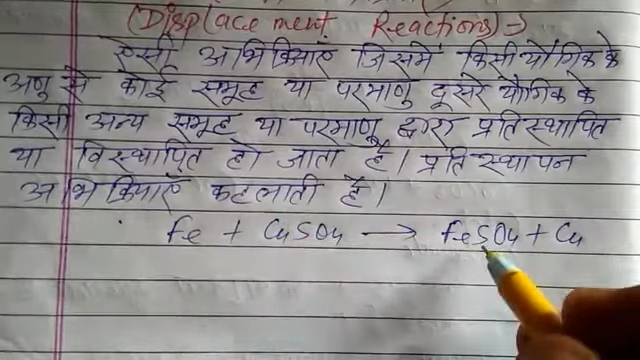 (Displacement Reactions)⇒
ऐसी अभिक्रियाएँ जिसमें किसी यौगिक के
अणु से कोई समूह या परमाणु दूसरे यौगिक के
किसी अन्य समूह या परमाणु द्वारा प्रतिस्थापित
या विस्थापित हो जाता है। प्रतिस्थापन
अभिक्रियाएँ कहलाती है।
Fe + CuSO4 → FeSO4 + Cu